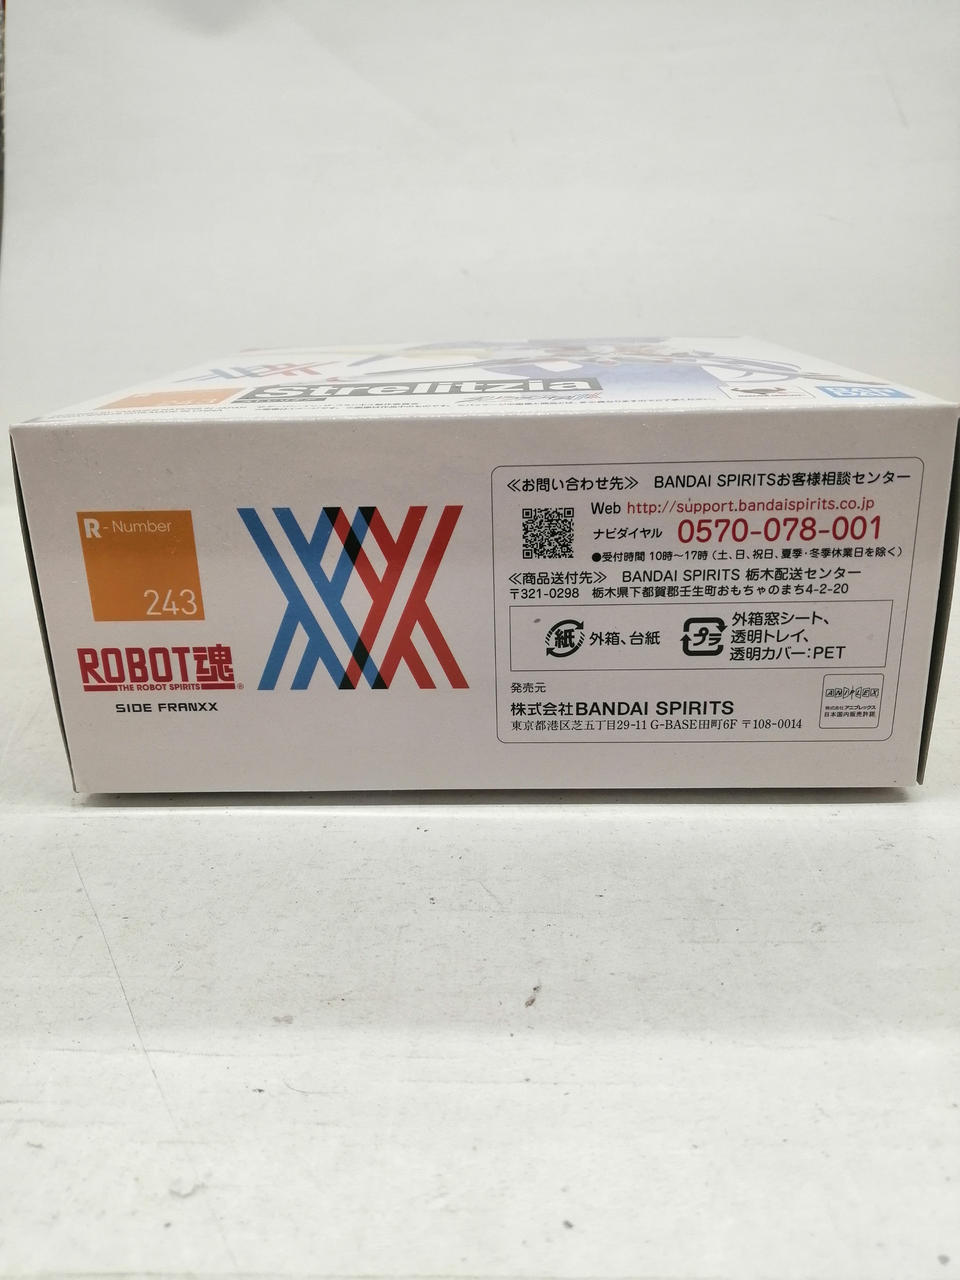 Strelitzia
BAN
R-Number
243
ROBOT魂
THE ROBOT SPIRITS
SIDE FRANXX
≪お問い合わせ先≫ BANDAI SPIRITSお客様相談センター
Web http://support.bandaispirits.co.jp
ナビダイヤル 0570-078-001
●受付時間 10時〜17時（土、日、祝日、夏季・冬季休業日を除く）
≪商品送付先≫ BANDAI SPIRITS 栃木配送センター
〒321-0298 栃木県下都賀郡壬生町おもちゃのまち4-2-20
紙 外箱、台紙
プラ 外箱窓シート、
透明トレイ、
透明カバー:PET
発売元
株式会社BANDAI SPIRITS
東京都港区芝五丁目29-11 G-BASE田町6F 〒108-0014
ANIPLEX
株式会社アニプレックス
日本国内販売許諾